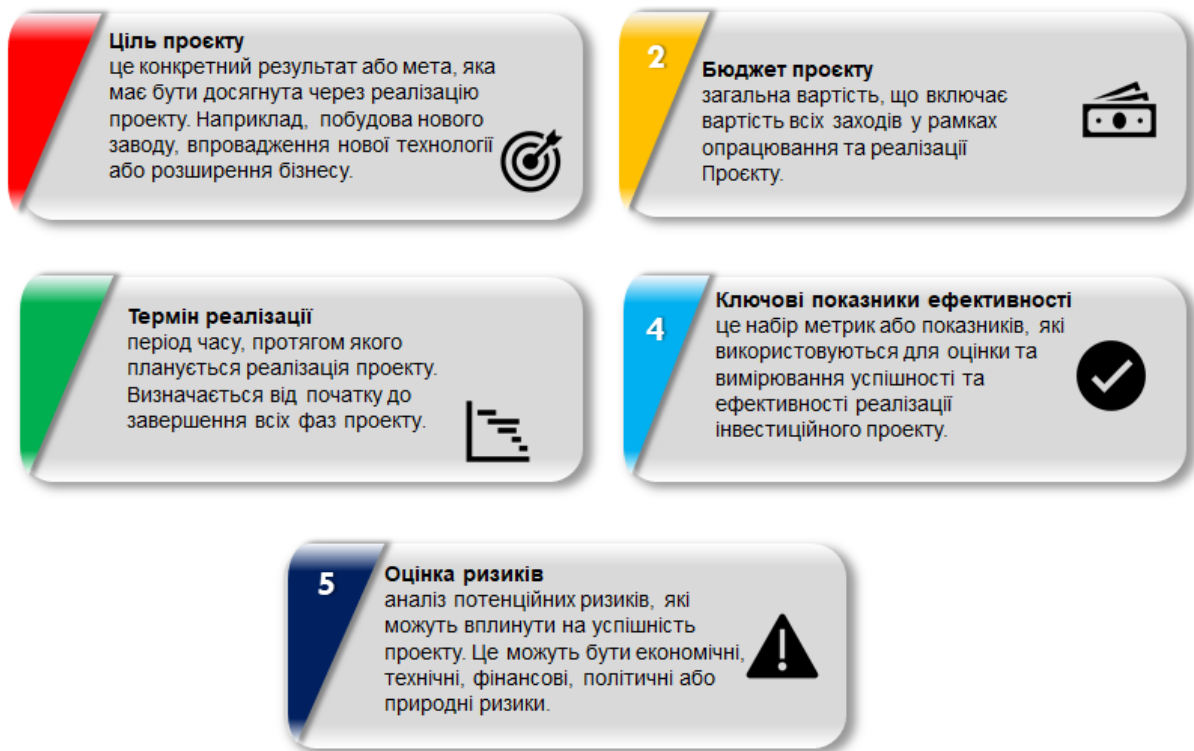 Ціль проєкту
це конкретний результат або мета, яка
має бути досягнута через реалізацію
проекту. Наприклад, побудова нового
заводу, впровадження нової технології
або розширення бізнесу.
2
Бюджет проєкту
загальна вартість, що включає
вартість всіх заходів у рамках
опрацювання та реалізації
Проєкту.
Термін реалізації
період часу, протягом якого
планується реалізація проекту.
Визначається від початку до
завершення всіх фаз проекту.
4
Ключові показники ефективності
це набір метрик або показників, які
використовуються для оцінки та
вимірювання успішності та
ефективності реалізації
інвестиційного проекту.
5
Оцінка ризиків
аналіз потенційних ризиків, які
можуть вплинути на успішність
проекту. Це можуть бути економічні,
технічні, фінансові, політичні або
природні ризики.